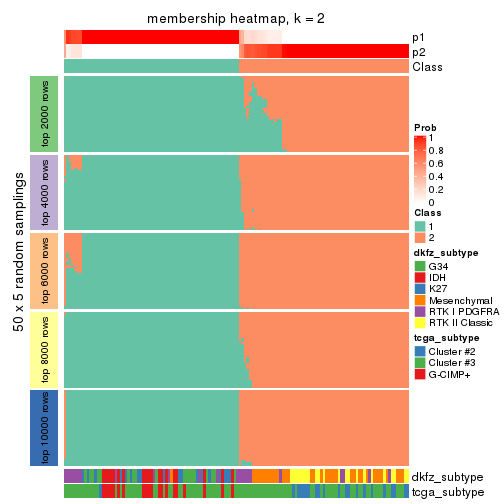 membership heatmap, k = 2
p1
p2
Class
50 x 5 random samplings
top 2000 rows
top 4000 rows
top 6000 rows
top 8000 rows
top 10000 rows
Prob
1
0.8
0.6
0.4
0.2
0
Class
1
2
dkfz_subtype
G34
IDH
K27
Mesenchymal
RTK I PDGFRA
RTK II Classic
tcga_subtype
Cluster #2
Cluster #3
G-CIMP+
dkfz_subtype
tcga_subtype